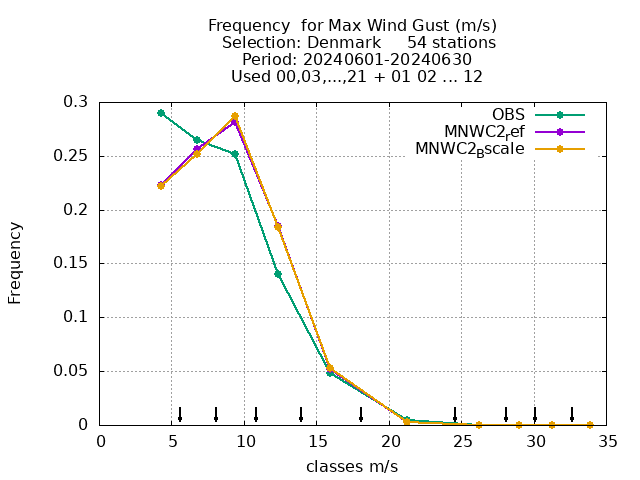 Frequency  for Max Wind Gust (m/s)
Selection: Denmark     54 stations
Period: 20240601-20240630
Used 00,03,...,21 + 01 02 ... 12
OBS
MNWC2_ref
MNWC2_Bscale
0.3
0.25
0.2
0.15
0.1
0.05
0
Frequency
0 5 10 15 20 25 30 35
classes m/s